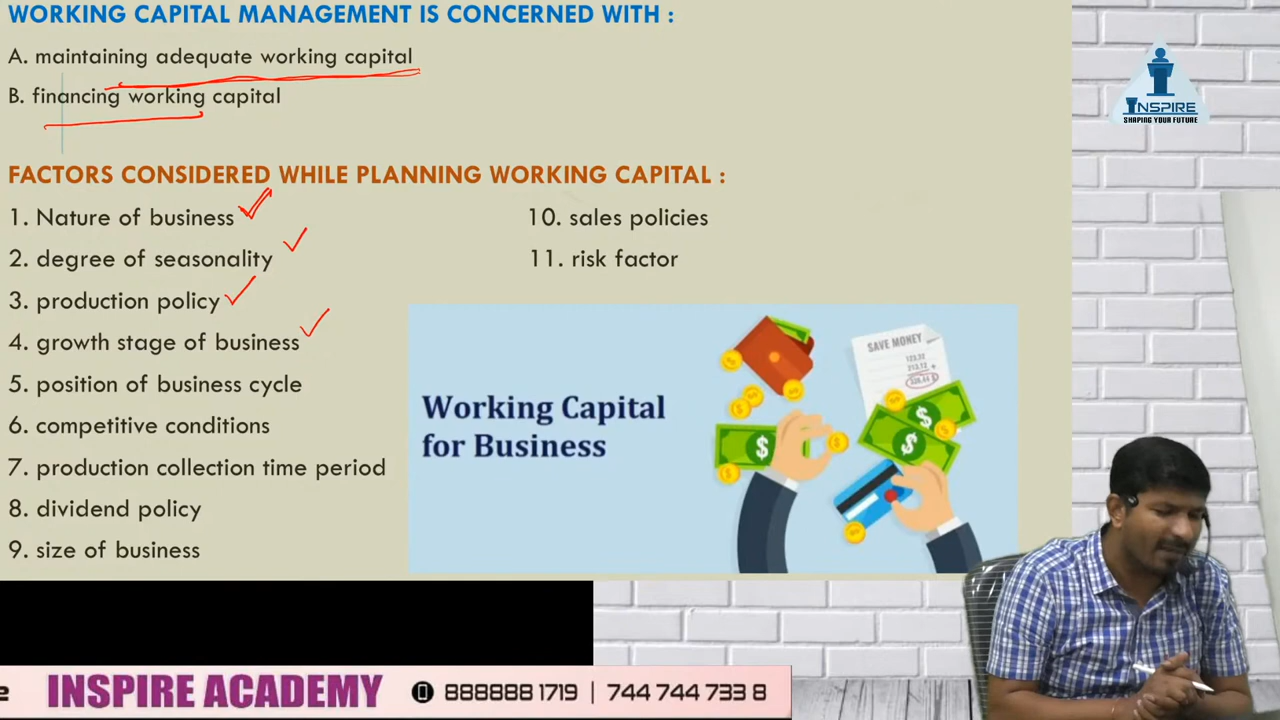 WORKING CAPITAL MANAGEMENT IS CONCERNED WITH :
A. maintaining adequate working capital
B. financing working capital
FACTORS CONSIDERED WHILE PLANNING WORKING CAPITAL :
1. Nature of business
2. degree of seasonality
3. production policy
4. growth stage of business
5. position of business cycle
6. competitive conditions
7. production collection time period
8. dividend policy
9. size of business
10. sales policies
11. risk factor
Working Capital
for Business
SAVE MONEY
INSPIRE
SHAPING YOUR FUTURE
INSPIRE ACADEMY 888888 1719 | 744 744 733 8